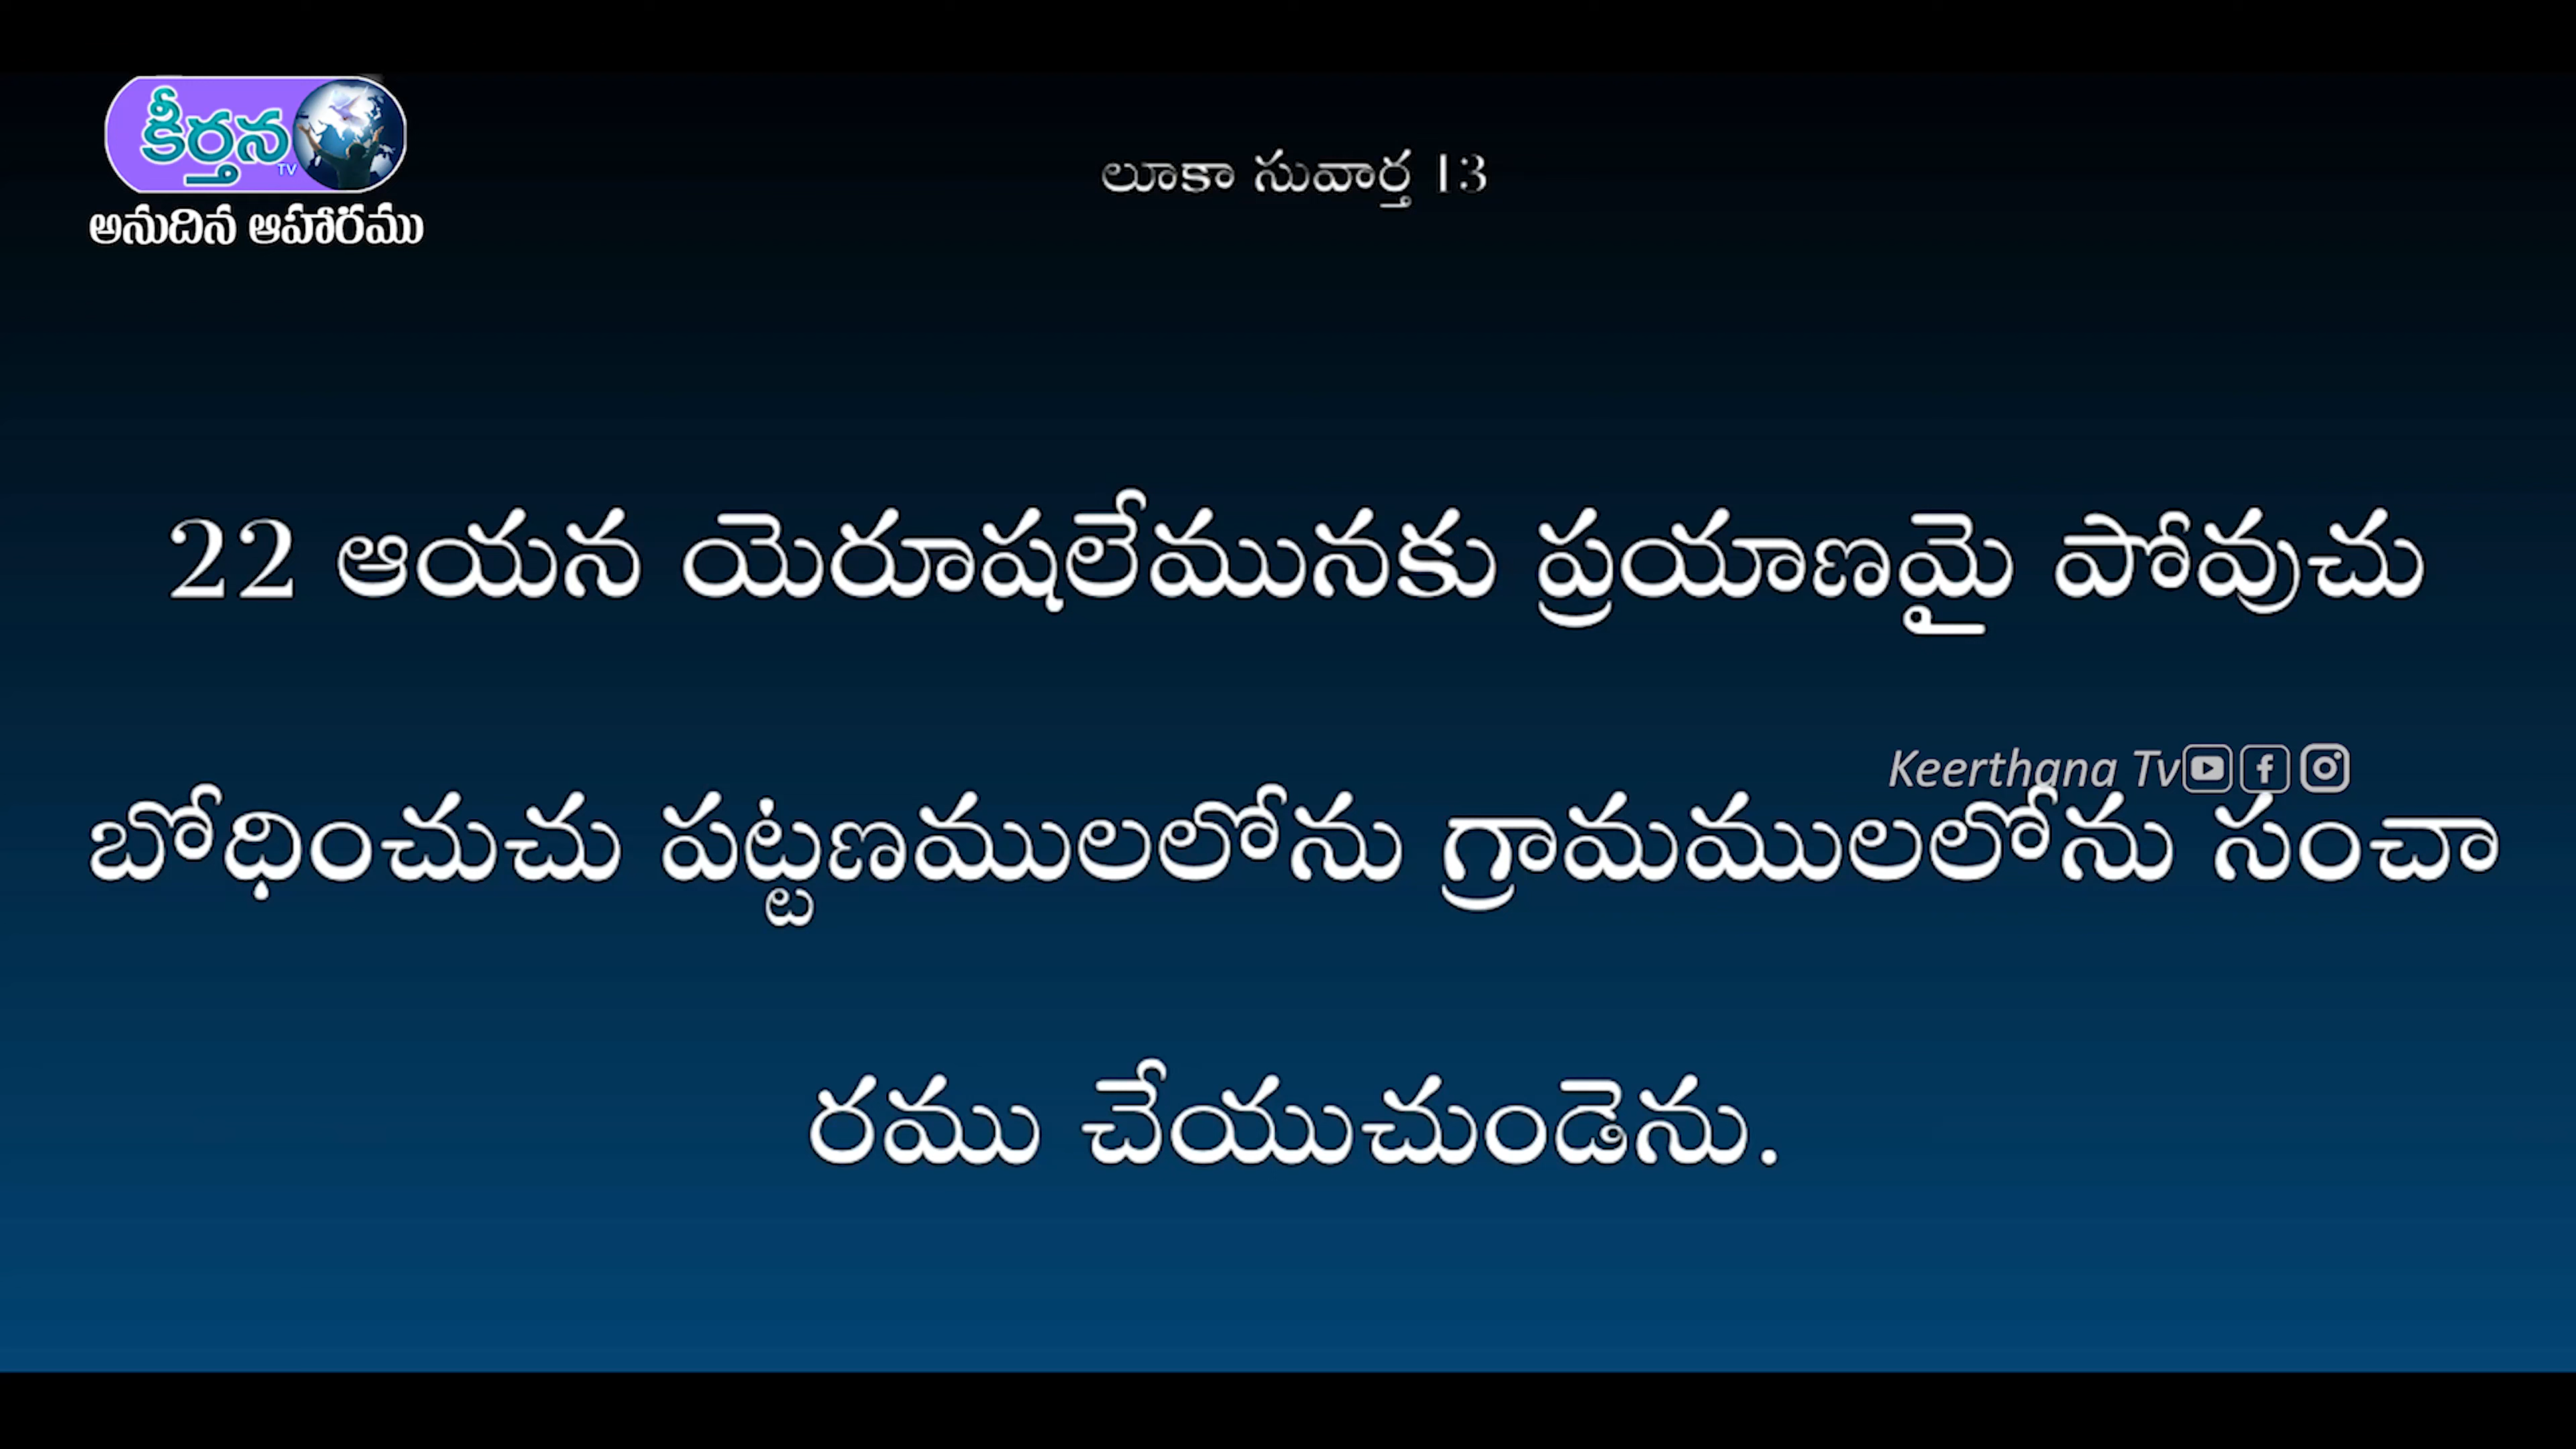 కీర్తన
TV
అనుదిన ఆహారము
లూకా సువార్త 13
22 ఆయన యెరూషలేమునకు ప్రయాణమై పోవుచు
Keerthana Tv
బోధించుచు పట్టణములలోను గ్రామములలోను సంచా
రము చేయుచుండెను.